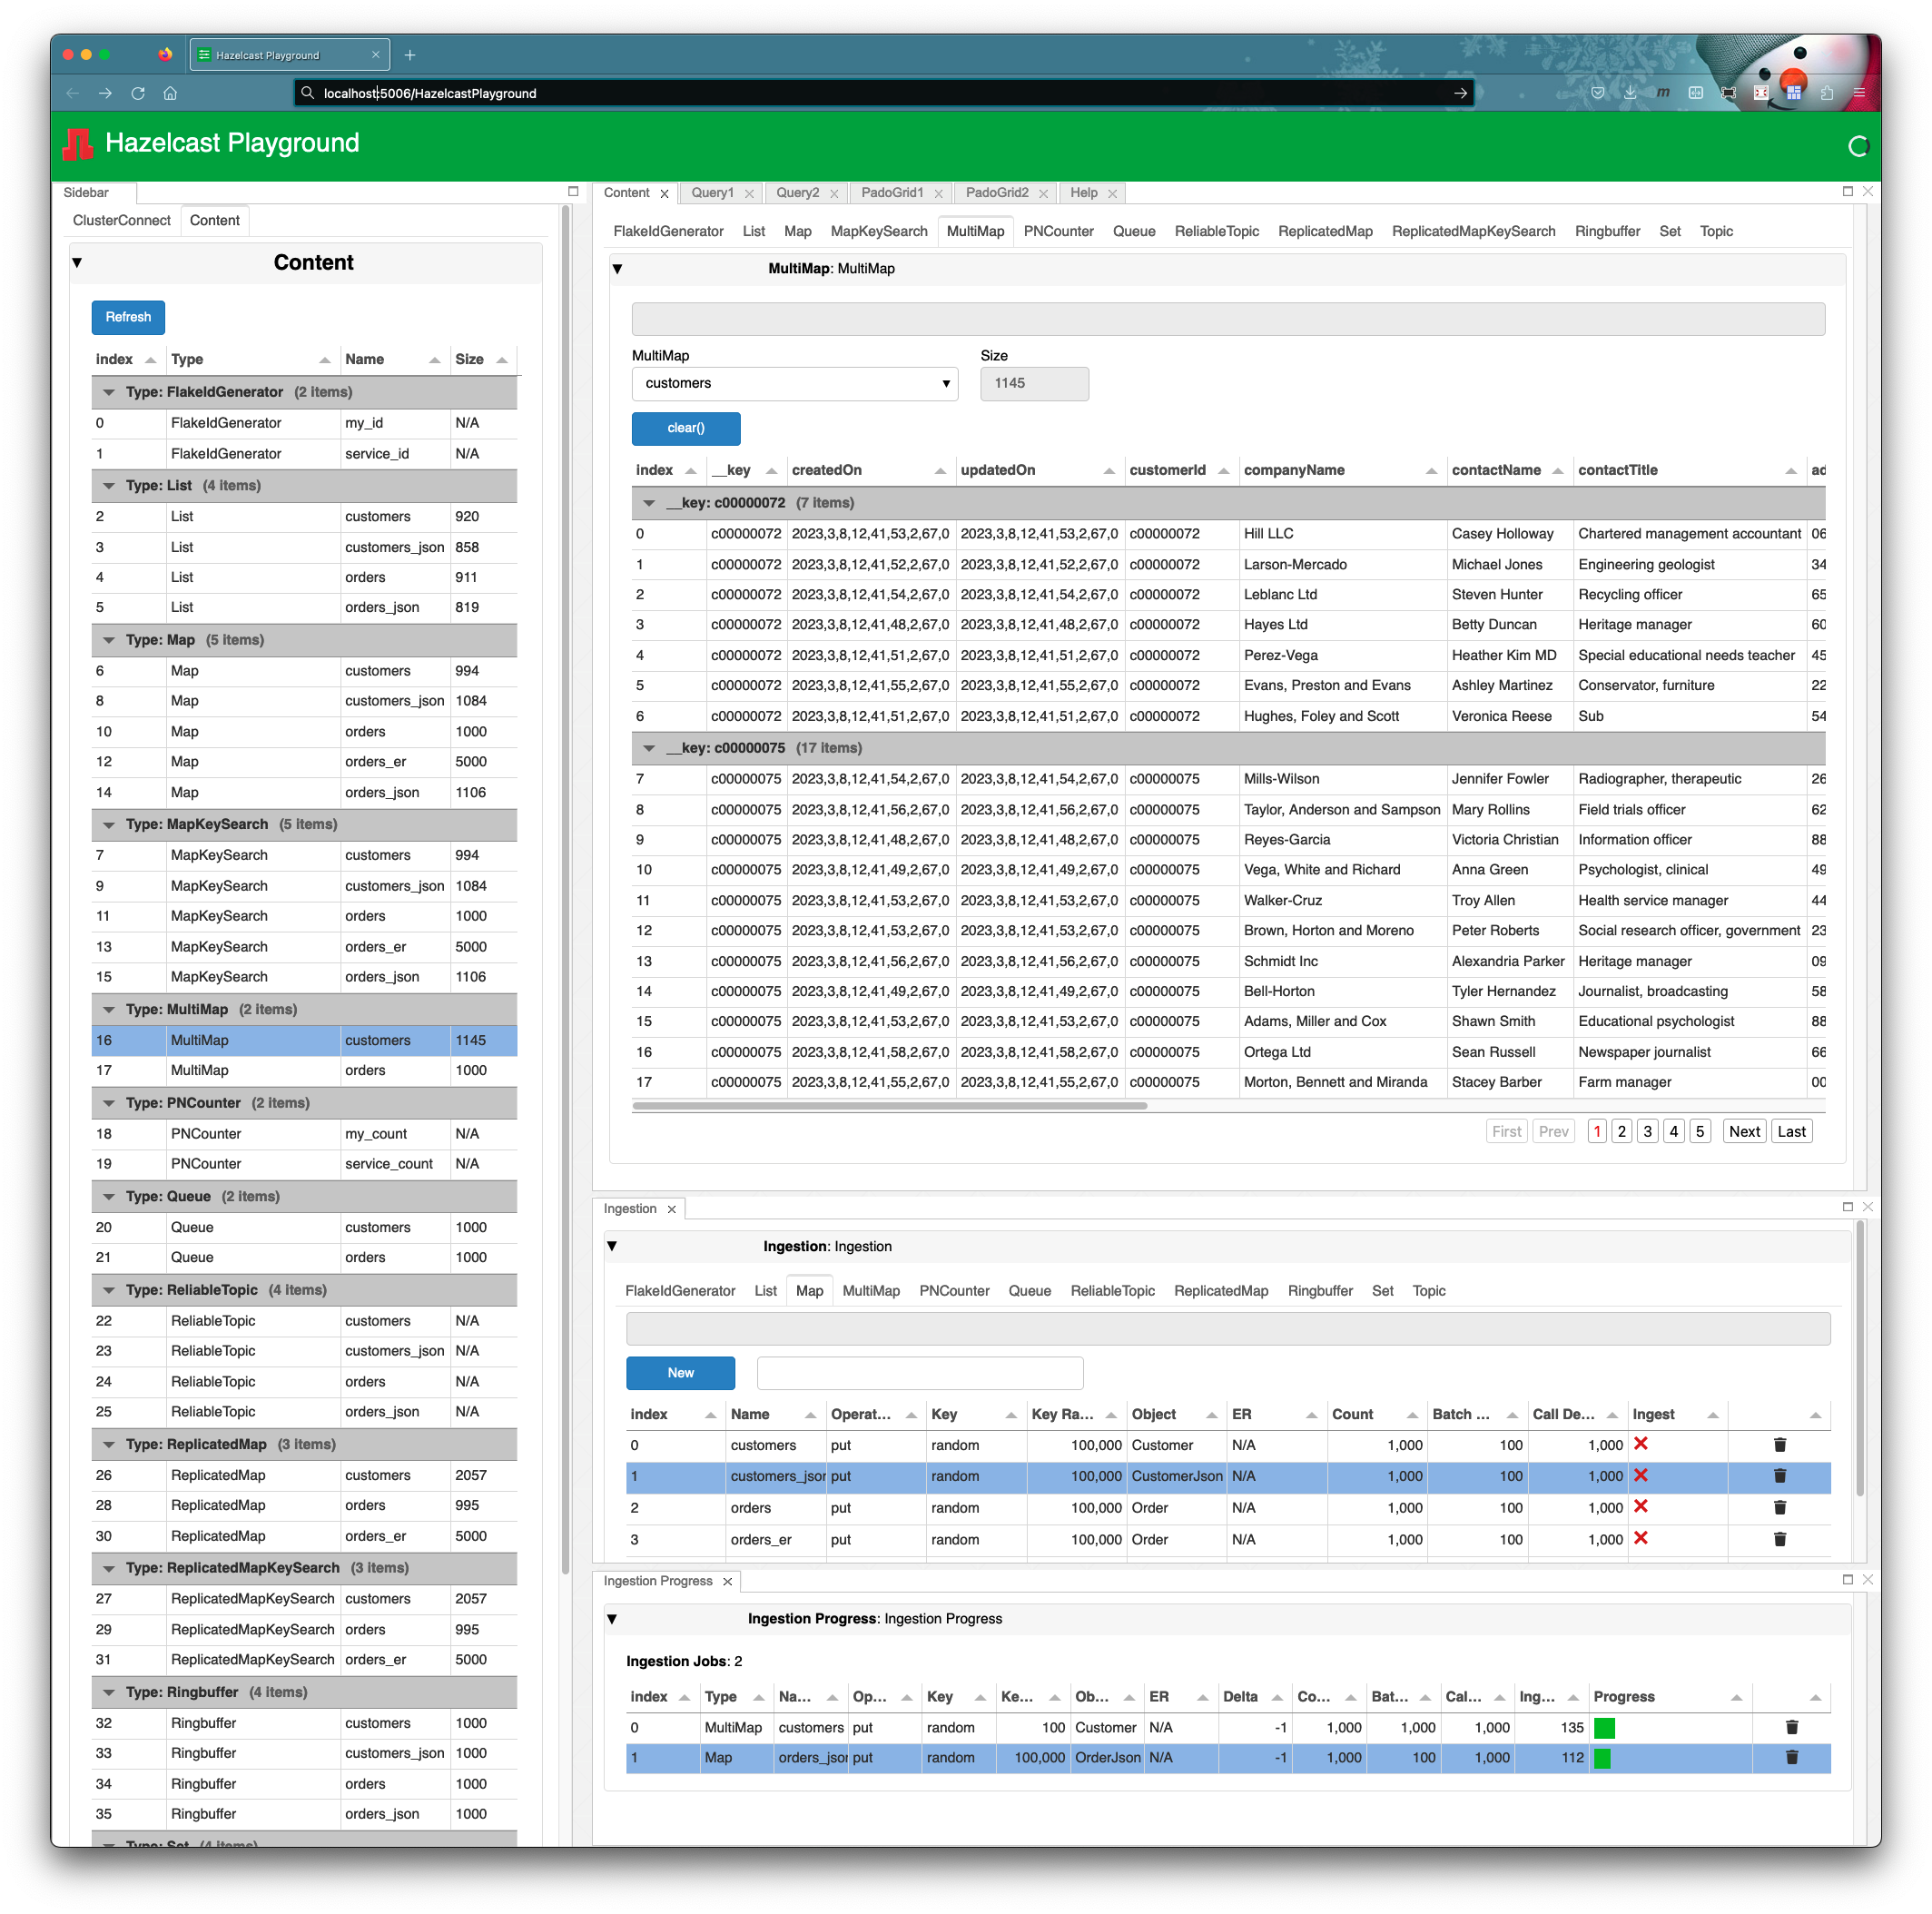 Hazelcast Playground
localhost:5006/HazelcastPlayground
Hazelcast Playground
Sidebar
ClusterConnect Content
Content
Refresh
index Type Name Size
Type: FlakeIdGenerator (2 items)
0 FlakeIdGenerator my_id N/A
1 FlakeIdGenerator service_id N/A
Type: List (4 items)
2 List customers 920
3 List customers_json 858
4 List orders 911
5 List orders_json 819
Type: Map (5 items)
6 Map customers 994
8 Map customers_json 1084
10 Map orders 1000
12 Map orders_er 5000
14 Map orders_json 1106
Type: MapKeySearch (5 items)
7 MapKeySearch customers 994
9 MapKeySearch customers_json 1084
11 MapKeySearch orders 1000
13 MapKeySearch orders_er 5000
15 MapKeySearch orders_json 1106
Type: MultiMap (2 items)
16 MultiMap customers 1145
17 MultiMap orders 1000
Type: PNCounter (2 items)
18 PNCounter my_count N/A
19 PNCounter service_count N/A
Type: Queue (2 items)
20 Queue customers 1000
21 Queue orders 1000
Type: ReliableTopic (4 items)
22 ReliableTopic customers N/A
23 ReliableTopic customers_json N/A
24 ReliableTopic orders N/A
25 ReliableTopic orders_json N/A
Type: ReplicatedMap (3 items)
26 ReplicatedMap customers 2057
28 ReplicatedMap orders 995
30 ReplicatedMap orders_er 5000
Type: ReplicatedMapKeySearch (3 items)
27 ReplicatedMapKeySearch customers 2057
29 ReplicatedMapKeySearch orders 995
31 ReplicatedMapKeySearch orders_er 5000
Type: Ringbuffer (4 items)
32 Ringbuffer customers 1000
33 Ringbuffer customers_json 1000
34 Ringbuffer orders 1000
35 Ringbuffer orders_json 1000
Type: Set (4 items)
Content Query1 Query2 PadoGrid1 PadoGrid2 Help
FlakeIdGenerator List Map MapKeySearch MultiMap PNCounter Queue ReliableTopic ReplicatedMap ReplicatedMapKeySearch Ringbuffer Set Topic
MultiMap: MultiMap
MultiMap Size
customers 1145
clear()
index __key createdOn updatedOn customerId companyName contactName contactTitle ad
__key: c00000072 (7 items)
0 c00000072 2023,3,8,12,41,53,2,67,0 2023,3,8,12,41,53,2,67,0 c00000072 Hill LLC Casey Holloway Chartered management accountant 06
1 c00000072 2023,3,8,12,41,52,2,67,0 2023,3,8,12,41,52,2,67,0 c00000072 Larson-Mercado Michael Jones Engineering geologist 34
2 c00000072 2023,3,8,12,41,54,2,67,0 2023,3,8,12,41,54,2,67,0 c00000072 Leblanc Ltd Steven Hunter Recycling officer 65
3 c00000072 2023,3,8,12,41,48,2,67,0 2023,3,8,12,41,48,2,67,0 c00000072 Hayes Ltd Betty Duncan Heritage manager 60
4 c00000072 2023,3,8,12,41,51,2,67,0 2023,3,8,12,41,51,2,67,0 c00000072 Perez-Vega Heather Kim MD Special educational needs teacher 45
5 c00000072 2023,3,8,12,41,55,2,67,0 2023,3,8,12,41,55,2,67,0 c00000072 Evans, Preston and Evans Ashley Martinez Conservator, furniture 22
6 c00000072 2023,3,8,12,41,51,2,67,0 2023,3,8,12,41,51,2,67,0 c00000072 Hughes, Foley and Scott Veronica Reese Sub 54
__key: c00000075 (17 items)
7 c00000075 2023,3,8,12,41,54,2,67,0 2023,3,8,12,41,54,2,67,0 c00000075 Mills-Wilson Jennifer Fowler Radiographer, therapeutic 26
8 c00000075 2023,3,8,12,41,56,2,67,0 2023,3,8,12,41,56,2,67,0 c00000075 Taylor, Anderson and Sampson Mary Rollins Field trials officer 62
9 c00000075 2023,3,8,12,41,48,2,67,0 2023,3,8,12,41,48,2,67,0 c00000075 Reyes-Garcia Victoria Christian Information officer 88
10 c00000075 2023,3,8,12,41,49,2,67,0 2023,3,8,12,41,49,2,67,0 c00000075 Vega, White and Richard Anna Green Psychologist, clinical 49
11 c00000075 2023,3,8,12,41,53,2,67,0 2023,3,8,12,41,53,2,67,0 c00000075 Walker-Cruz Troy Allen Health service manager 44
12 c00000075 2023,3,8,12,41,53,2,67,0 2023,3,8,12,41,53,2,67,0 c00000075 Brown, Horton and Moreno Peter Roberts Social research officer, government 23
13 c00000075 2023,3,8,12,41,56,2,67,0 2023,3,8,12,41,56,2,67,0 c00000075 Schmidt Inc Alexandria Parker Heritage manager 09
14 c00000075 2023,3,8,12,41,49,2,67,0 2023,3,8,12,41,49,2,67,0 c00000075 Bell-Horton Tyler Hernandez Journalist, broadcasting 58
15 c00000075 2023,3,8,12,41,53,2,67,0 2023,3,8,12,41,53,2,67,0 c00000075 Adams, Miller and Cox Shawn Smith Educational psychologist 88
16 c00000075 2023,3,8,12,41,58,2,67,0 2023,3,8,12,41,58,2,67,0 c00000075 Ortega Ltd Sean Russell Newspaper journalist 66
17 c00000075 2023,3,8,12,41,55,2,67,0 2023,3,8,12,41,55,2,67,0 c00000075 Morton, Bennett and Miranda Stacey Barber Farm manager 00
First Prev 1 2 3 4 5 Next Last
Ingestion
Ingestion: Ingestion
FlakeIdGenerator List Map MultiMap PNCounter Queue ReliableTopic ReplicatedMap Ringbuffer Set Topic
New
index Name Operat... Key Key Ra... Object ER Count Batch ... Call De... Ingest
0 customers put random 100,000 Customer N/A 1,000 100 1,000
1 customers_json put random 100,000 CustomerJson N/A 1,000 100 1,000
2 orders put random 100,000 Order N/A 1,000 100 1,000
3 orders_er put random 100,000 Order N/A 1,000 100 1,000
Ingestion Progress
Ingestion Progress: Ingestion Progress
Ingestion Jobs: 2
index Type Na... Op... Key Ke... Ob... ER Delta Co... Bat... Cal... Ing... Progress
0 MultiMap customers put random 100 Customer N/A -1 1,000 1,000 1,000 135
1 Map orders_json put random 100,000 OrderJson N/A -1 1,000 100 1,000 112